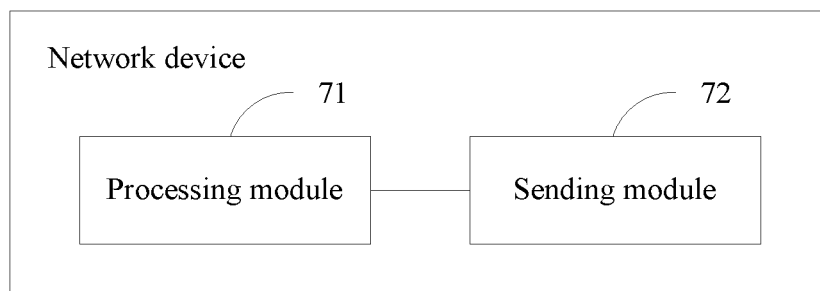 Network device
71
72
Processing module
Sending module